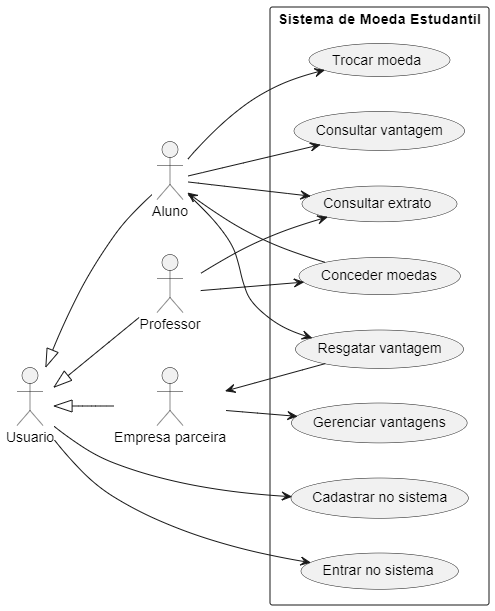 Sistema de Moeda Estudantil
Trocar moeda
Consultar vantagem
Aluno
Consultar extrato
Conceder moedas
Professor
Resgatar vantagem
Usuario
Empresa parceira
Gerenciar vantagens
Cadastrar no sistema
Entrar no sistema